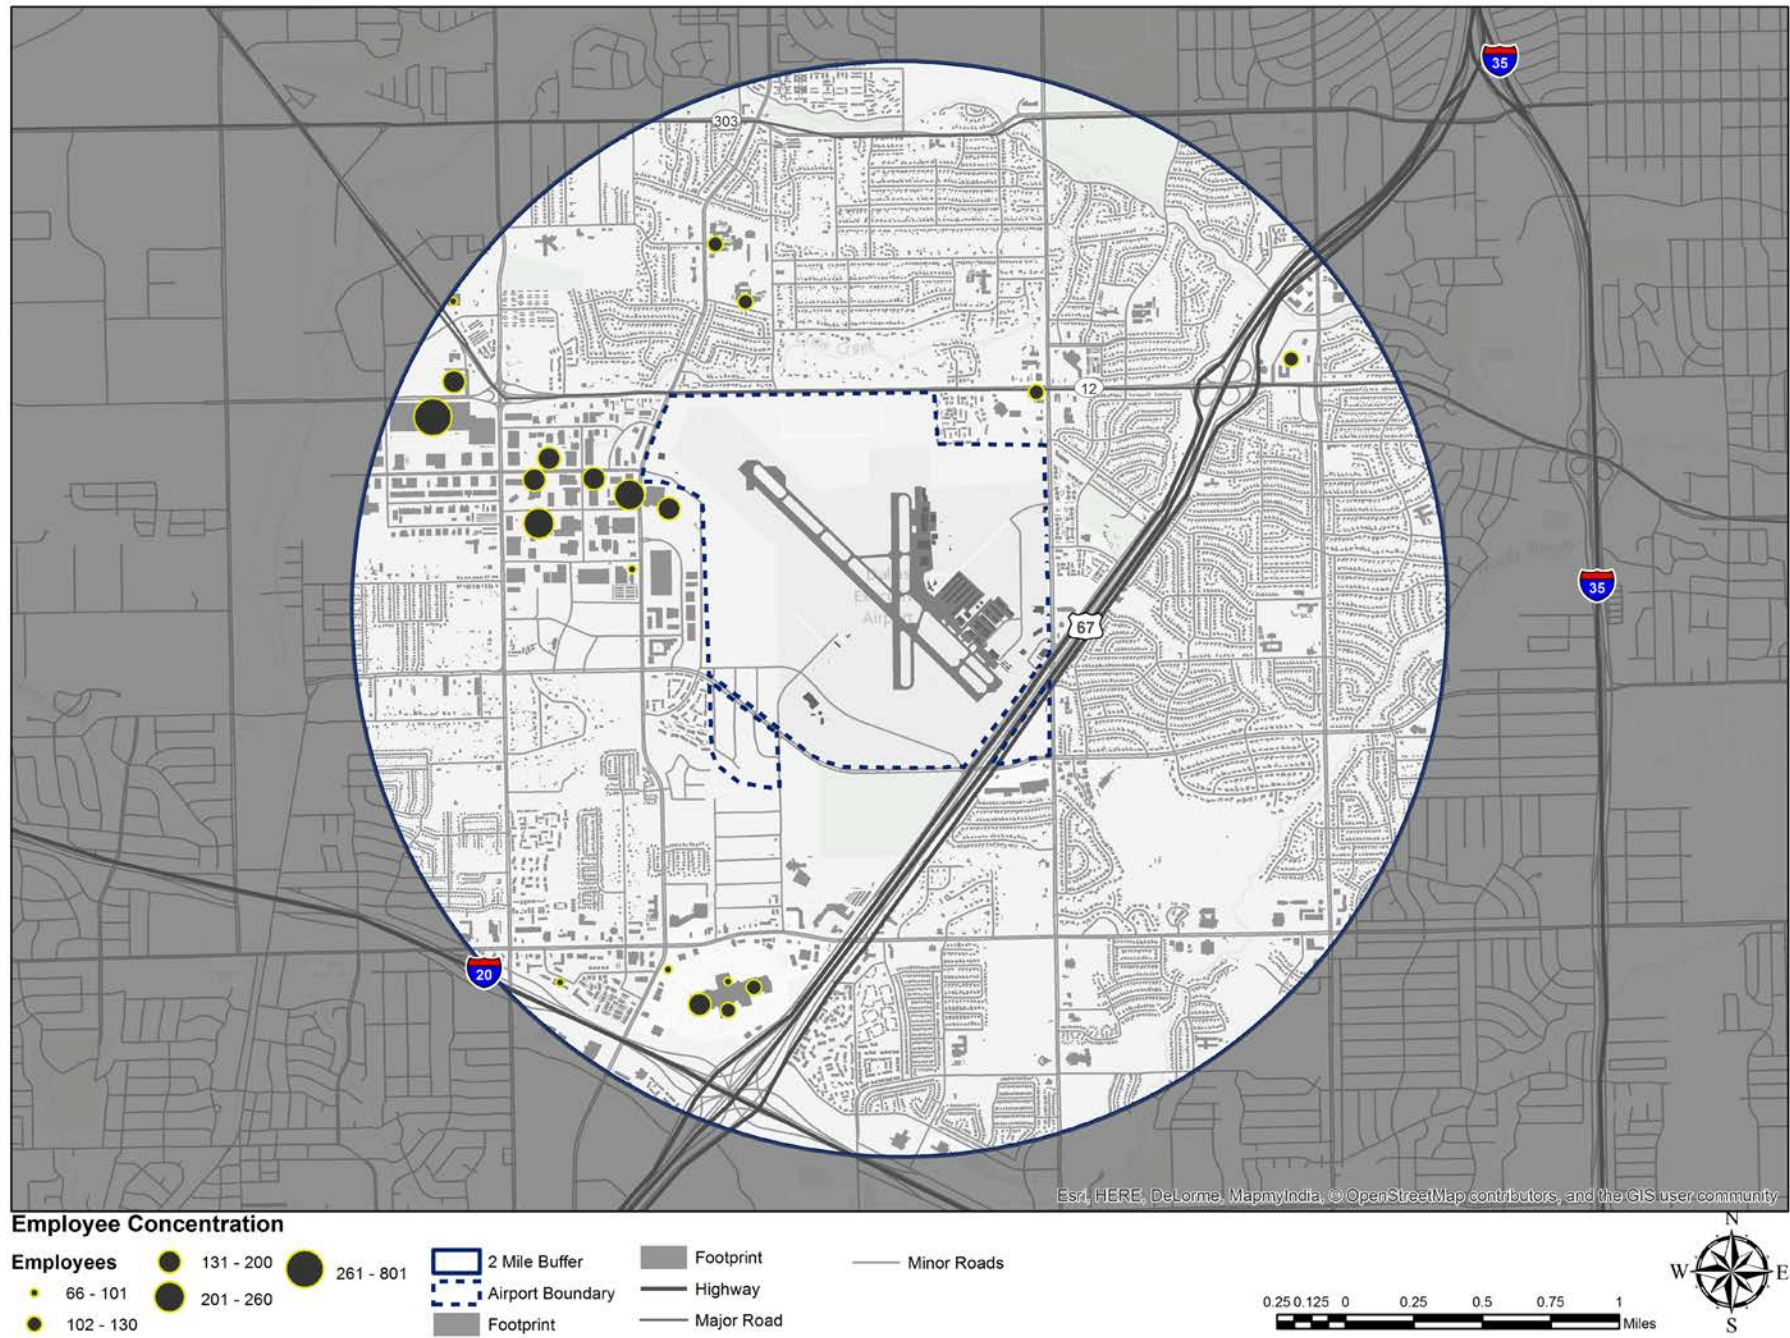 35
303
Creek
12
35
Airport
67
20
Esri, HERE, DeLorme, MapmyIndia, © OpenStreetMap contributors, and the GIS user community
Employee Concentration
Employees
66 - 101
102 - 130
131 - 200
201 - 260
261 - 801
2 Mile Buffer
Airport Boundary
Footprint
Footprint
Highway
Major Road
Minor Roads
0.25 0.125 0 0.25 0.5 0.75 1
Miles
N
W E
S